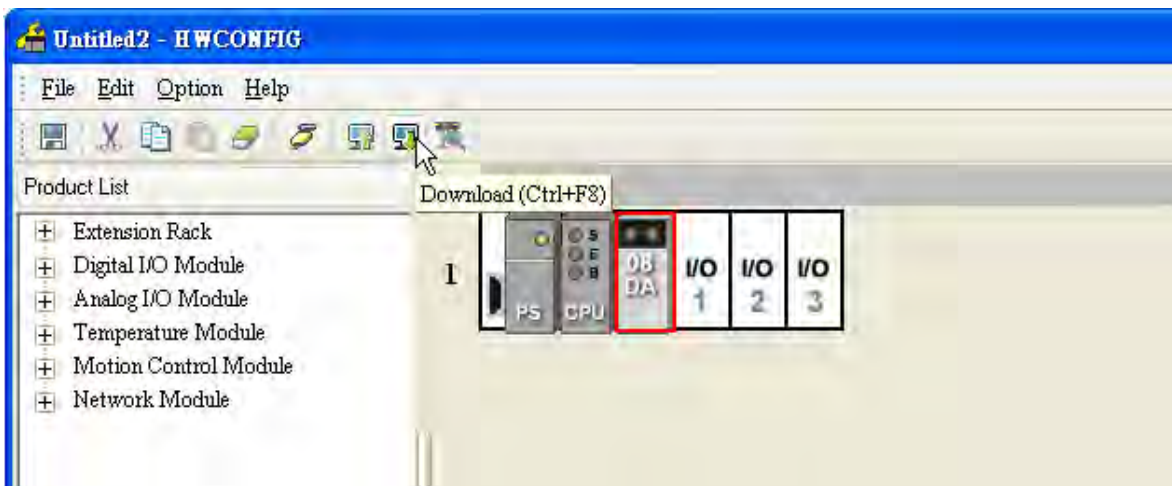 Untitled2 - HWCONFIG
File Edit Option Help
Product List
Download (Ctrl+F8)
Extension Rack
Digital I/O Module
Analog I/O Module
Temperature Module
Motion Control Module
Network Module
1
PS
S
E
B
CPU
08
DA
I/O
1
I/O
2
I/O
3